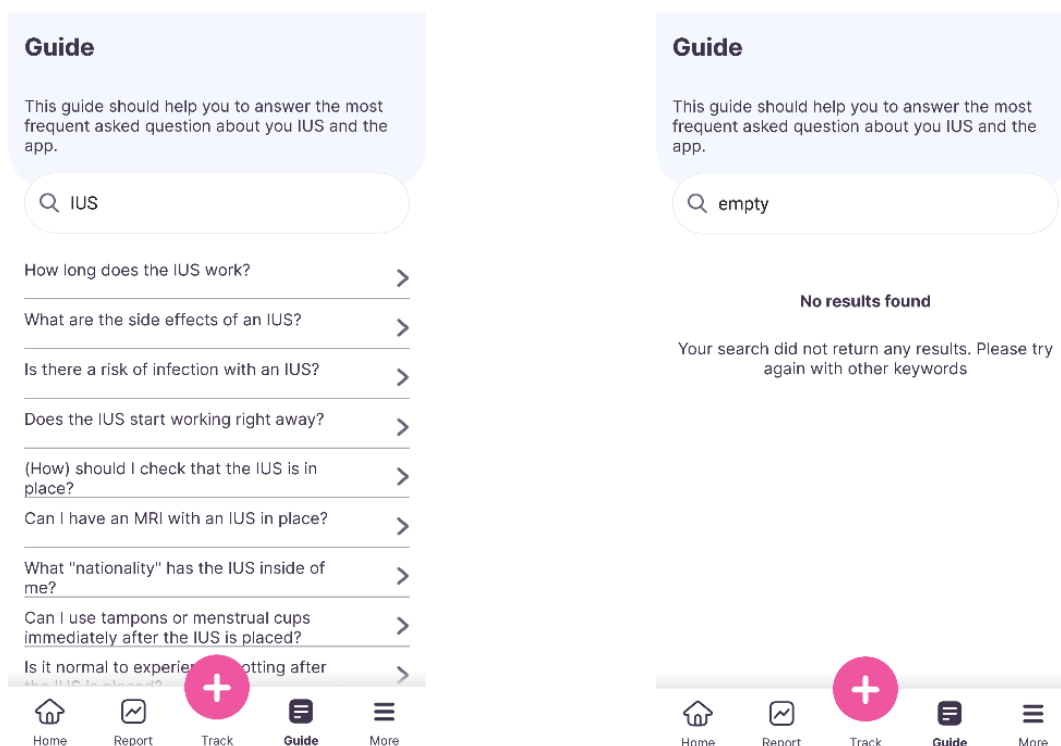 Guide
This guide should help you to answer the most
frequent asked question about you IUS and the
app.
IUS
How long does the IUS work?
What are the side effects of an IUS?
Is there a risk of infection with an IUS?
Does the IUS start working right away?
(How) should I check that the IUS is in
place?
Can I have an MRI with an IUS in place?
What "nationality" has the IUS inside of
me?
Can I use tampons or menstrual cups
immediately after the IUS is placed?
Is it normal to otting after
the IUS is placed?
Home
Report
Track
Guide
More
Guide
This guide should help you to answer the most
frequent asked question about you IUS and the
app.
empty
No results found
Your search did not return any results. Please try
again with other keywords
Home
Report
Track
Guide
More